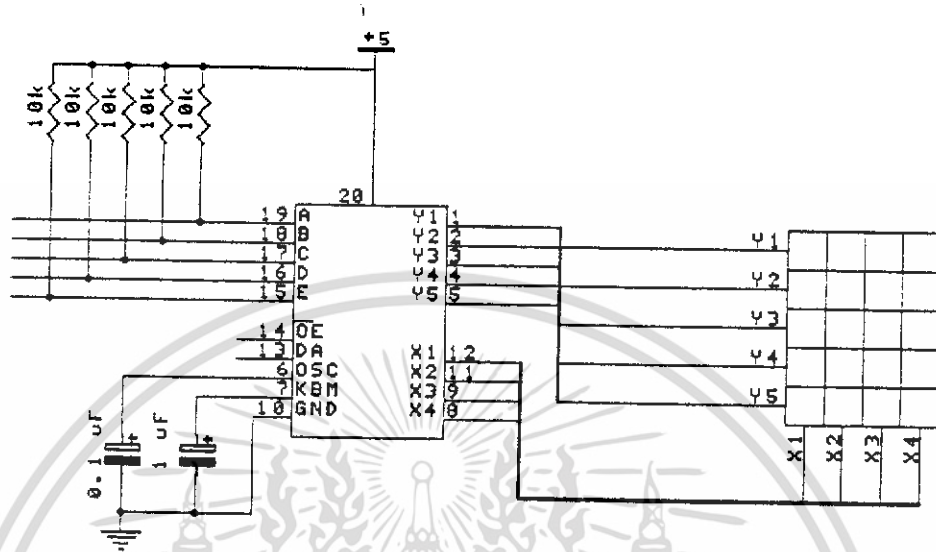 +5
10k 10k 10k 10k 10k
20
19 A Y1 1
18 B Y2 2
17 C Y3 3
16 D Y4 4
15 E Y5 5
14 OE
13 DA X1 12
6 OSC X2 11
7 KBM X3 9
10 GND X4 8
0.1 uF
1 uF
Y1
Y2
Y3
Y4
Y5
X1 X2 X3 X4